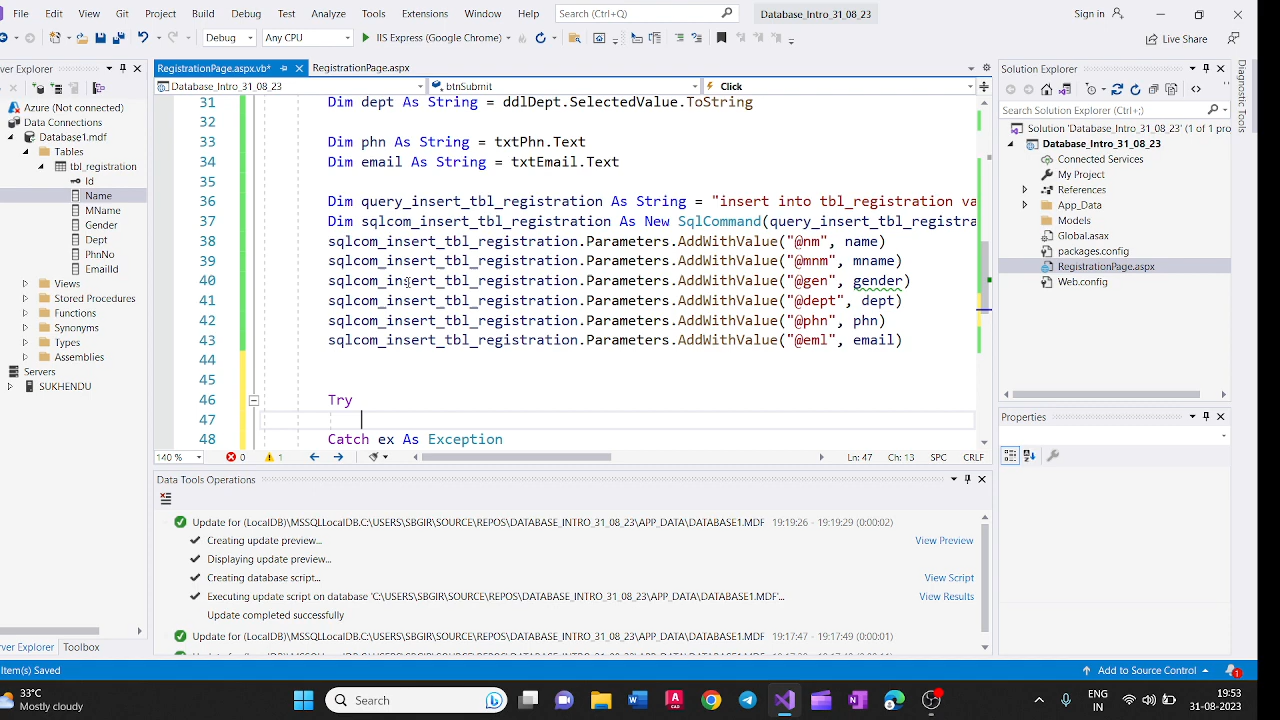 File Edit View Git Project Build Debug Test Analyze Tools Extensions Window Help Search (Ctrl+Q) Database_Intro_31_08_23 Sign in
Debug Any CPU IIS Express (Google Chrome) Live Share
erver Explorer
Azure (Not connected)
Data Connections
Database1.mdf
Tables
tbl_registration
Id
Name
MName
Gender
Dept
PhnNo
EmailId
Views
Stored Procedures
Functions
Synonyms
Types
Assemblies
Servers
SUKHENDU
erver Explorer Toolbox
RegistrationPage.aspx.vb* RegistrationPage.aspx
Database_Intro_31_08_23 btnSubmit Click
31 Dim dept As String = ddlDept.SelectedValue.ToString
32
33 Dim phn As String = txtPhn.Text
34 Dim email As String = txtEmail.Text
35
36 Dim query_insert_tbl_registration As String = "insert into tbl_registration va
37 Dim sqlcom_insert_tbl_registration As New SqlCommand(query_insert_tbl_registra
38 sqlcom_insert_tbl_registration.Parameters.AddWithValue("@nm", name)
39 sqlcom_insert_tbl_registration.Parameters.AddWithValue("@mnm", mname)
40 sqlcom_insert_tbl_registration.Parameters.AddWithValue("@gen", gender)
41 sqlcom_insert_tbl_registration.Parameters.AddWithValue("@dept", dept)
42 sqlcom_insert_tbl_registration.Parameters.AddWithValue("@phn", phn)
43 sqlcom_insert_tbl_registration.Parameters.AddWithValue("@eml", email)
44
45
46 Try
47
48 Catch ex As Exception
140 % 0 1 Ln: 47 Ch: 13 SPC CRLF
Data Tools Operations
Update for (LocalDB)\MSSQLLocalDB.C:\USERS\SBGIR\SOURCE\REPOS\DATABASE_INTRO_31_08_23\APP_DATA\DATABASE1.MDF 19:19:26 - 19:19:29 (0:00:02)
Creating update preview... View Preview
Displaying update preview...
Creating database script... View Script
Executing update script on database 'C:\USERS\SBGIR\SOURCE\REPOS\DATABASE_INTRO_31_08_23\APP_DATA\DATABASE1.MDF'... View Results
Update completed successfully
Update for (LocalDB)\MSSQLLocalDB.C:\USERS\SBGIR\SOURCE\REPOS\DATABASE_INTRO_31_08_23\APP_DATA\DATABASE1.MDF 19:17:47 - 19:17:49 (0:00:01)
Solution Explorer
Search Solution Explorer (Ctrl+;)
Solution 'Database_Intro_31_08_23' (1 of 1 pro
Database_Intro_31_08_23
Connected Services
My Project
References
App_Data
Models
Global.asax
packages.config
RegistrationPage.aspx
Web.config
Properties
Diagnostic Tools
Item(s) Saved Add to Source Control 1
33°C
Mostly cloudy
Search
ENG
IN
19:53
31-08-2023